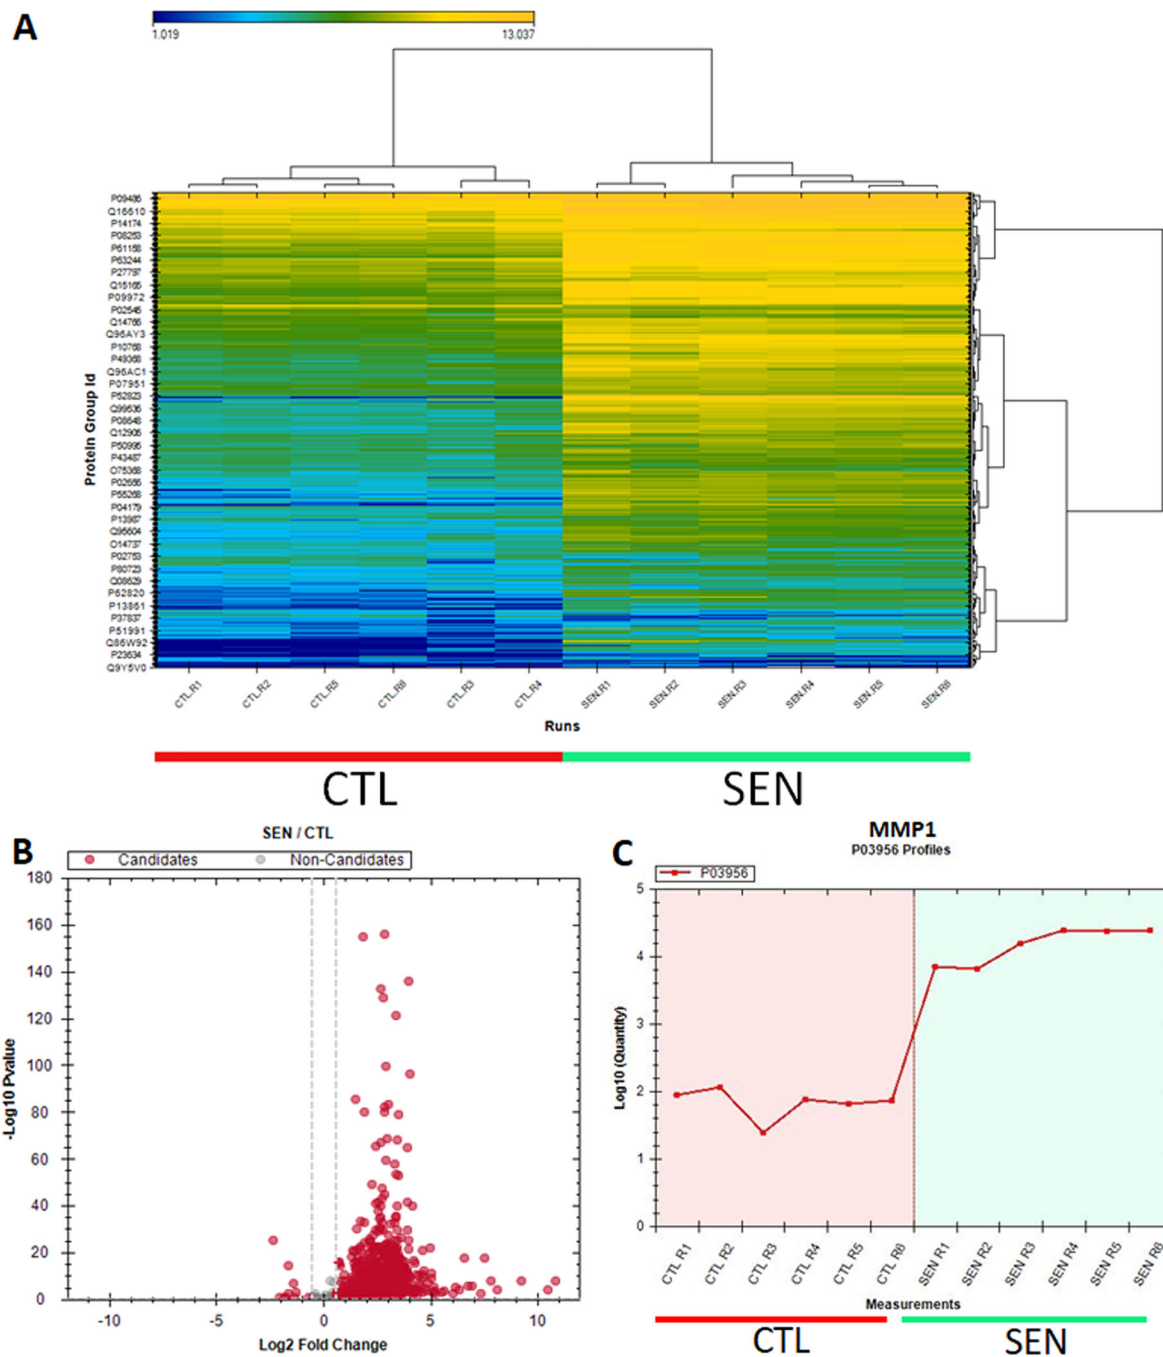 A
1.019 13.037
P09486
Q16610
P14174
P08253
P61158
P63244
P27797
Q15165
P09972
P02545
Q14766
Q96AY3
P10768
P49368
Q96AC1
P07951
P52823
Q99536
P08648
Q12905
P50995
P43487
O75368
P02656
P55268
P04179
P13987
O14737
P02753
P80723
Q08629
P62820
P13861
P37837
P51991
Q86W92
P23634
Q9Y5V0
Protein Group Id
CTL.R1 CTL.R2 CTL.R5 CTL.R6 CTL.R3 CTL.R4 SEN.R1 SEN.R2 SEN.R3 SEN.R4 SEN.R5 SEN.R6
Runs
CTL SEN
B
SEN / CTL
Candidates Non-Candidates
180
160
140
120
100
80
60
40
20
0
-Log10 Pvalue
-10 -5 0 5 10
Log2 Fold Change
C
MMP1
P03956 Profiles
P03956
5
4
3
2
1
0
Log10 (Quantity)
CTL R1 CTL R2 CTL R3 CTL R4 CTL R5 CTL R6 SEN R1 SEN R2 SEN R3 SEN R4 SEN R5 SEN R6
Measurements
CTL SEN